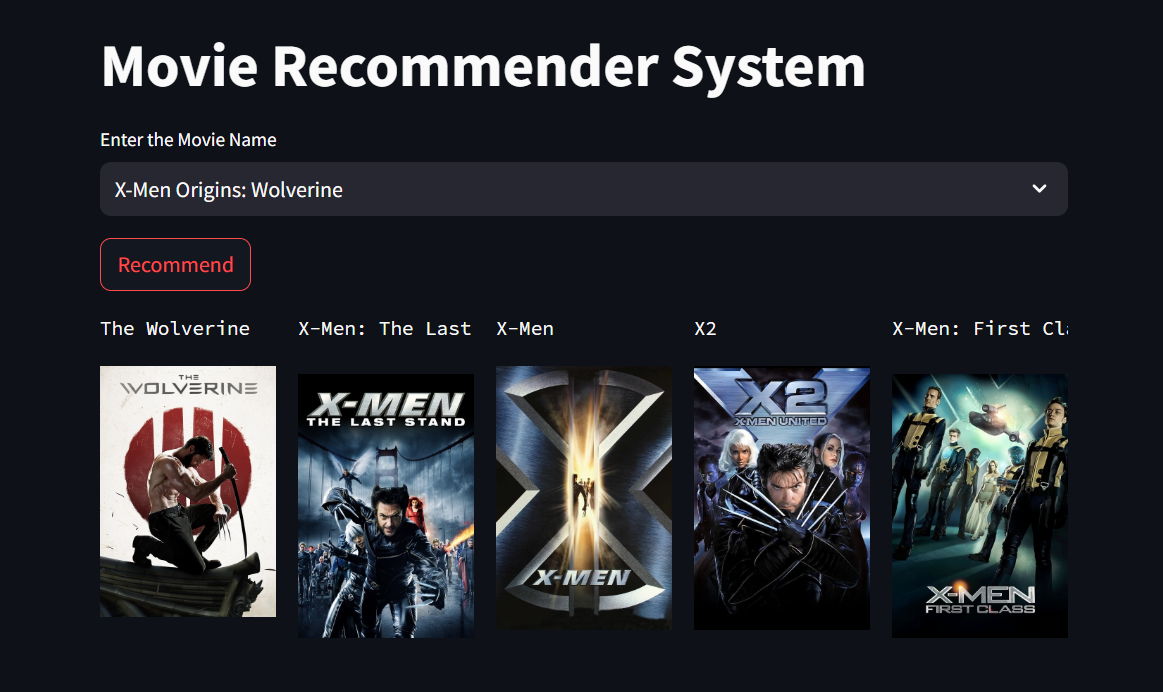 Movie Recommender System
Enter the Movie Name
X-Men Origins: Wolverine
Recommend
The Wolverine
X-Men: The Last
X-Men
X2
X-Men: First Cla
THE
WOLVERINE
X-MEN
THE LAST STAND
X-MEN
X2
X-MEN UNITED
X-MEN
FIRST CLASS